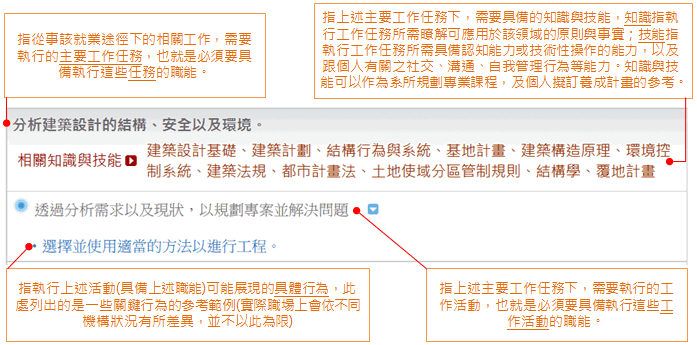 指從事該就業途徑下的相關工作，需要
執行的主要工作任務，也就是必須要具
備執行這些任務的職能。
指上述主要工作任務下，需要具備的知識與技能，知識指執
行工作任務所需瞭解可應用於該領域的原則與事實；技能指
執行工作任務所需具備認知能力或技術性操作的能力，以及
跟個人有關之社交、溝通、自我管理行為等能力。知識與技
能可以作為系所規劃專業課程，及個人擬訂養成計畫的參考。
分析建築設計的結構、安全以及環境。
相關知識與技能
建築設計基礎、建築計劃、結構行為與系統、基地計畫、建築構造原理、環境控
制系統、建築法規、都市計畫法、土地使域分區管制規則、結構學、覆地計畫
透過分析需求以及現狀，以規劃專案並解決問題
・選擇並使用適當的方法以進行工程。
指執行上述活動(具備上述職能)可能展現的具體行為，此
處列出的是一些關鍵行為的參考範例(實際職場上會依不同
機構狀況有所差異，並不以此為限)
指上述主要工作任務下，需要執行的工
作活動，也就是必須要具備執行這些工
作活動的職能。